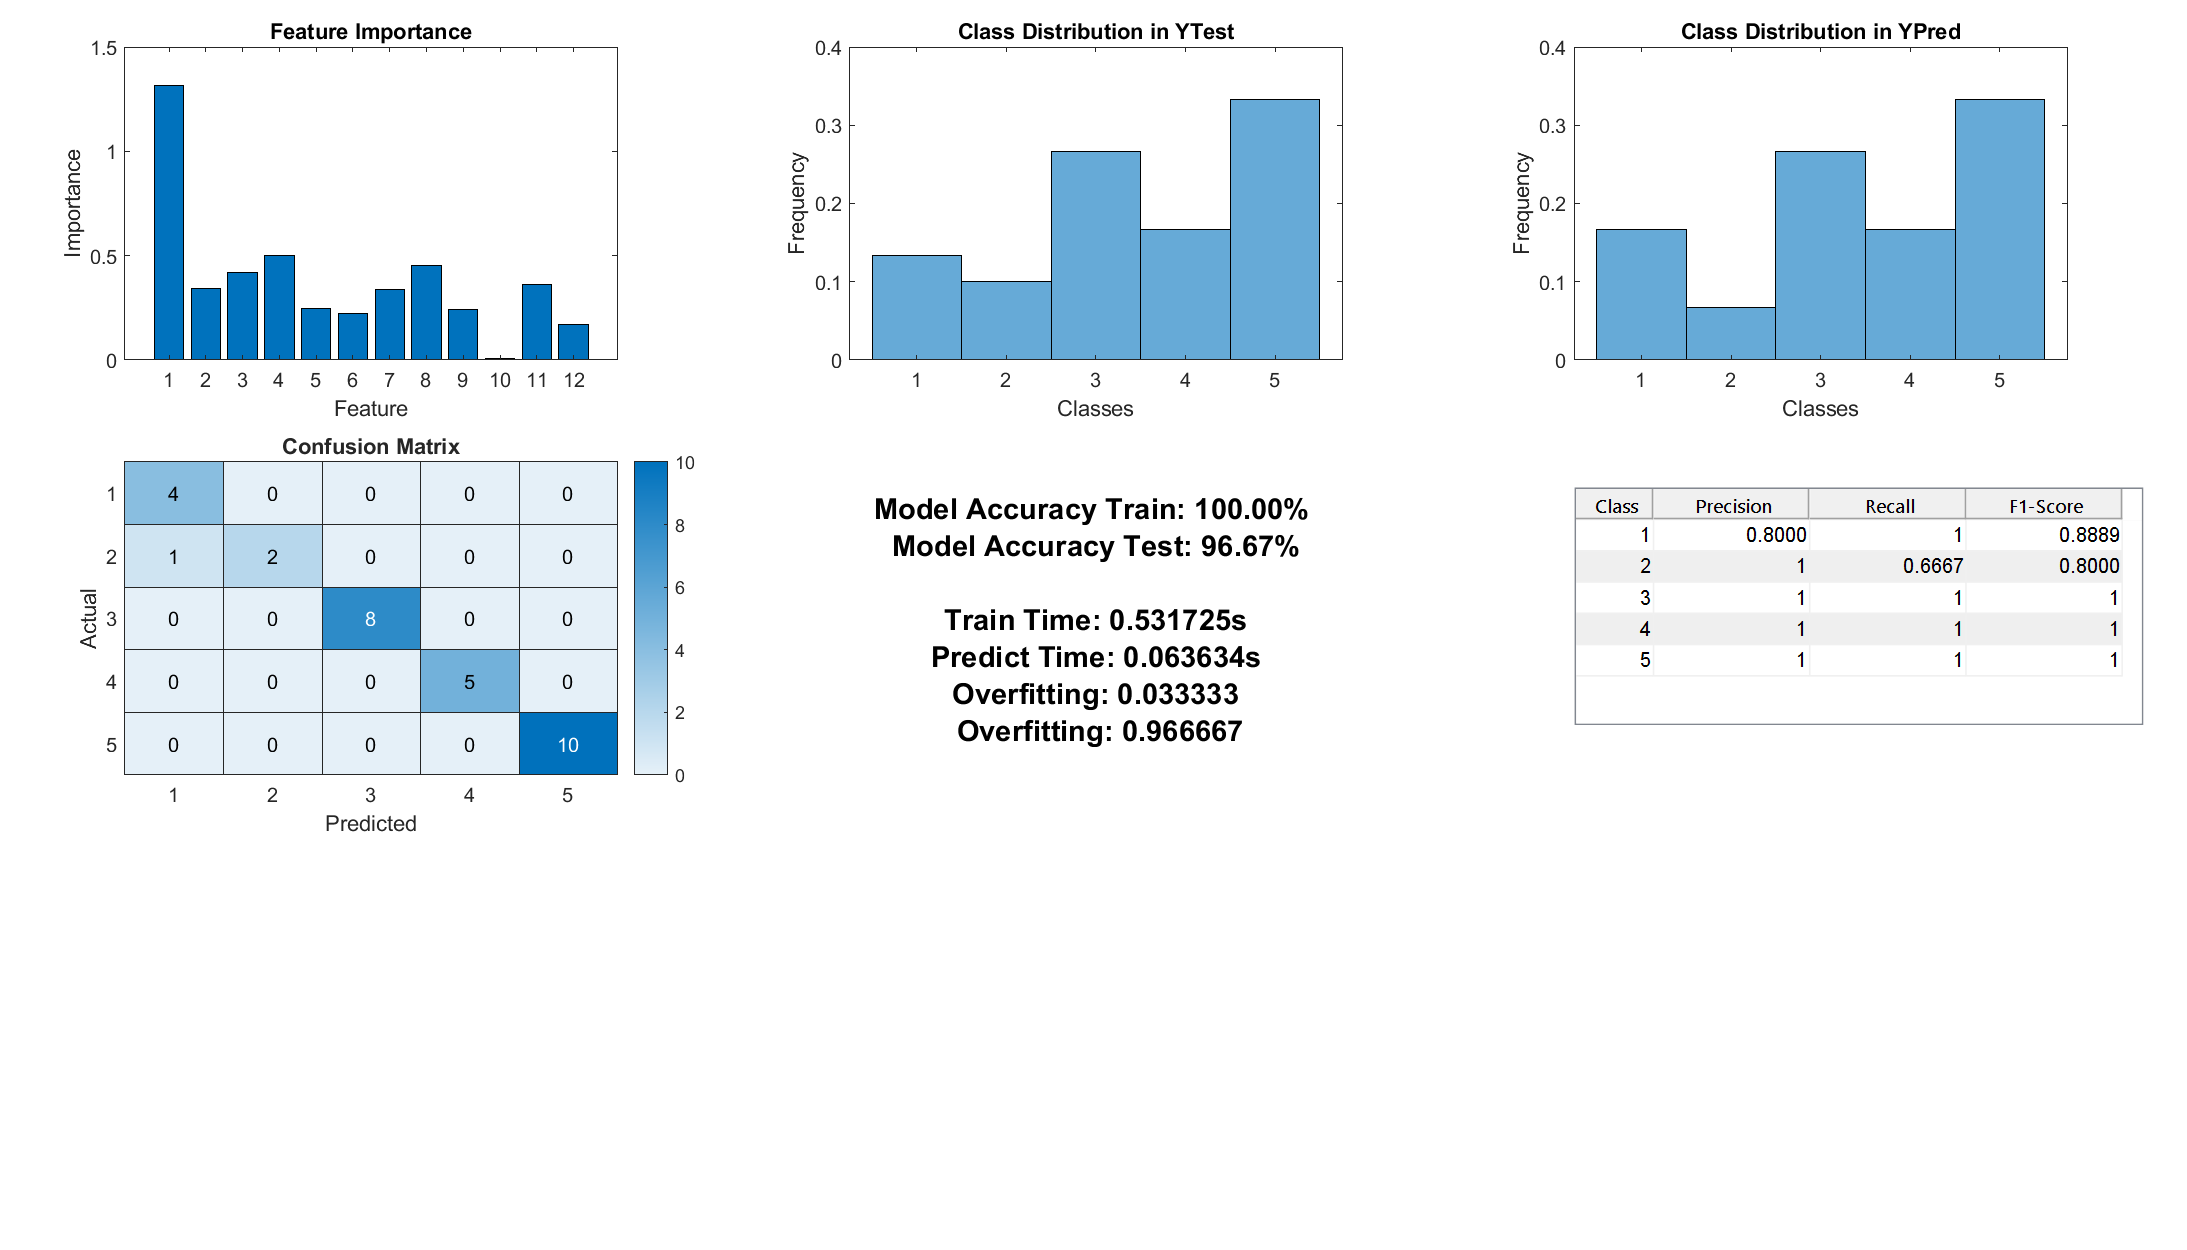 Feature Importance
1.5
1
0.5
0
Importance
1 2 3 4 5 6 7 8 9 10 11 12
Feature
Class Distribution in YTest
0.4
0.3
0.2
0.1
0
Frequency
1 2 3 4 5
Classes
Class Distribution in YPred
0.4
0.3
0.2
0.1
0
Frequency
1 2 3 4 5
Classes
Confusion Matrix
Actual
1 4 0 0 0 0
2 1 2 0 0 0
3 0 0 8 0 0
4 0 0 0 5 0
5 0 0 0 0 10
1 2 3 4 5
Predicted
10
8
6
4
2
0
Model Accuracy Train: 100.00%
Model Accuracy Test: 96.67%
Train Time: 0.531725s
Predict Time: 0.063634s
Overfitting: 0.033333
Overfitting: 0.966667
Class Precision Recall F1-Score
1 0.8000 1 0.8889
2 1 0.6667 0.8000
3 1 1 1
4 1 1 1
5 1 1 1